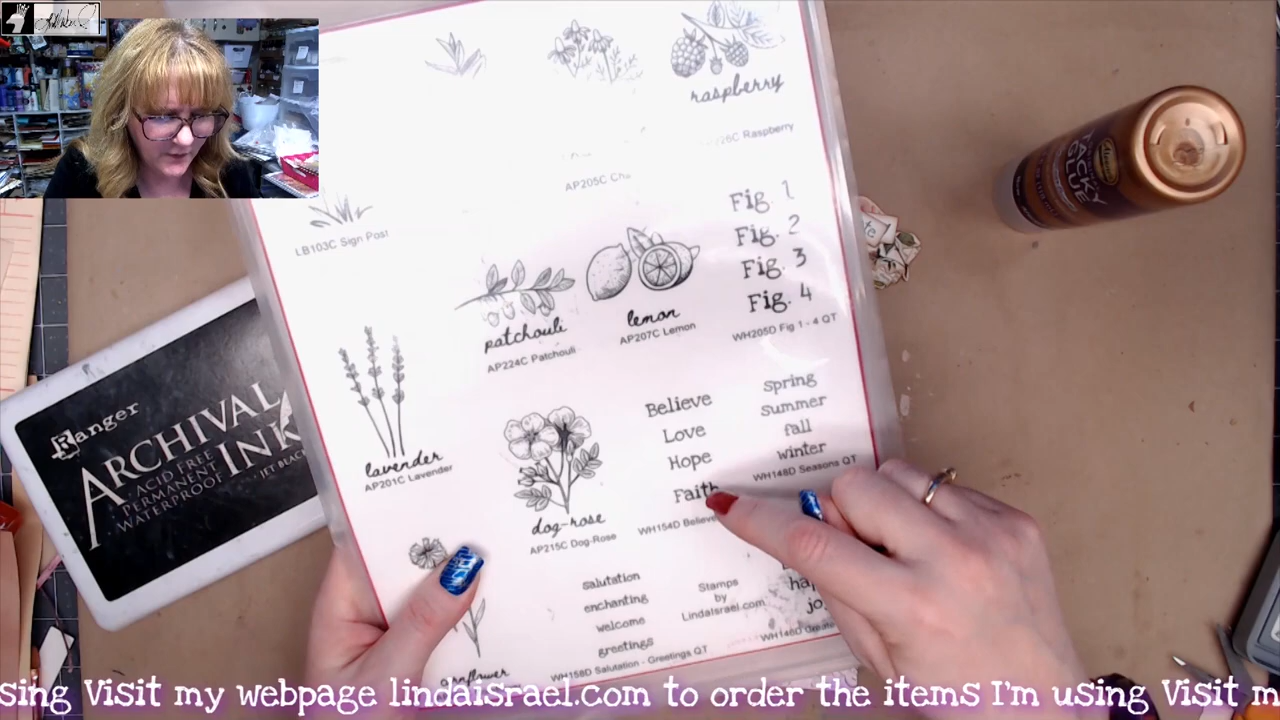 raspberry
Raspberry
AP205C
Fig. 1
Fig. 2
Fig. 3
Fig. 4
WH205D Fig 1 - 4 QT
LB103C Sign Post
patchouli
AP224C Patchouli
lemon
AP207C Lemon
lavender
AP201C Lavender
dog-rose
AP215C Dog-Rose
Believe
Love
Hope
Faith
WH154D Believe
spring
summer
fall
winter
WH148D Seasons QT
salutation
enchanting
welcome
greetings
WH158D Salutation - Greetings QT
Stamps
by
LindaIsrael.com
Ranger
ARCHIVAL
INK
ACID FREE
PERMANENT
WATERPROOF
JET BLACK
TACKY
GLUE
sing Visit my webpage lindaisrael.com to order the items I'm using Visit m